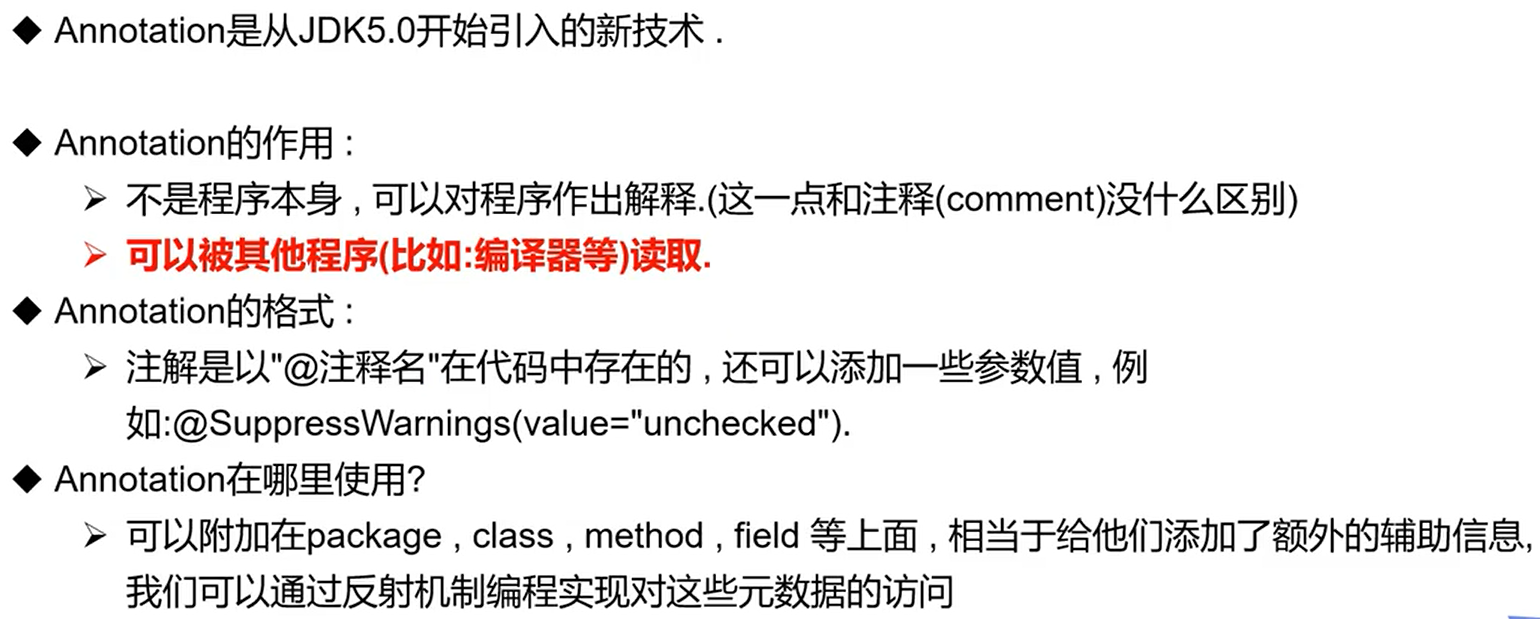 ◆ Annotation是从JDK5.0开始引入的新技术 .
◆ Annotation的作用 :
➢ 不是程序本身 , 可以对程序作出解释.(这一点和注释(comment)没什么区别)
➢ 可以被其他程序(比如:编译器等)读取.
◆ Annotation的格式 :
➢ 注解是以"@注释名"在代码中存在的 , 还可以添加一些参数值 , 例
如:@SuppressWarnings(value="unchecked").
◆ Annotation在哪里使用?
➢ 可以附加在package , class , method , field 等上面 , 相当于给他们添加了额外的辅助信息,
我们可以通过反射机制编程实现对这些元数据的访问